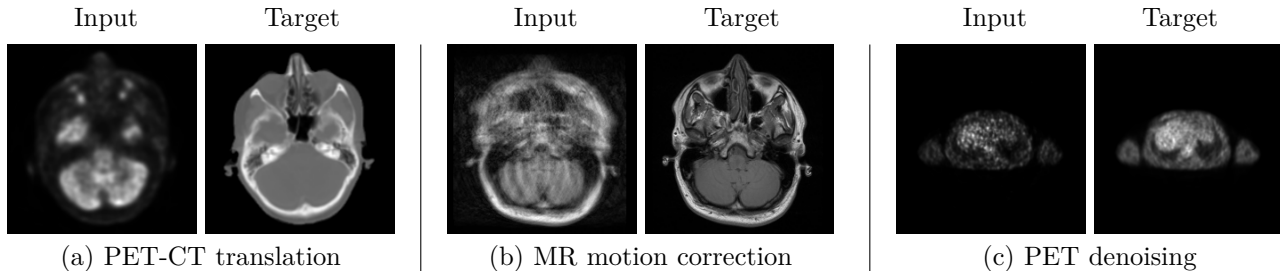 Input Target Input Target Input Target
(a) PET-CT translation (b) MR motion correction (c) PET denoising